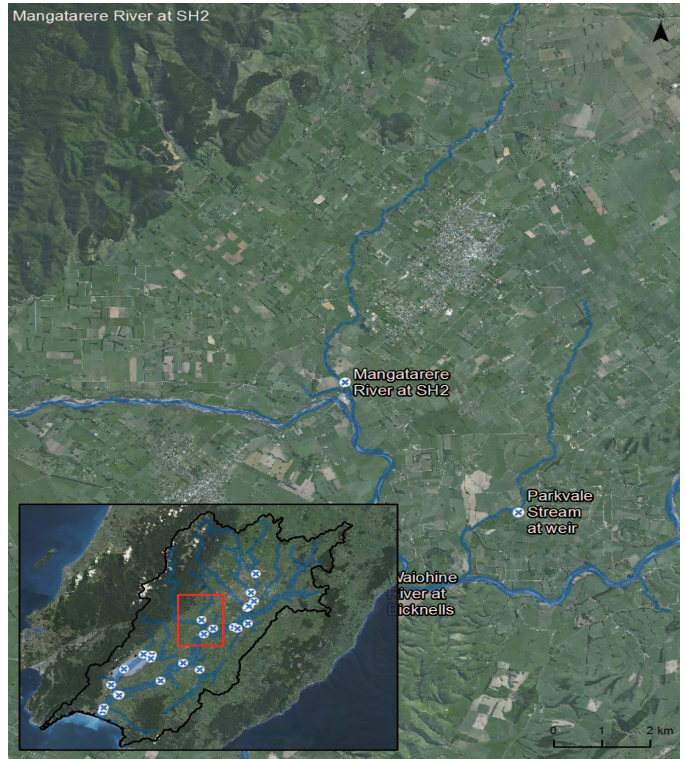 Mangatarere River at SH2
N
Mangatarere
River at SH2
Parkvale
Stream
at weir
Waiohine
River at
Bicknells
0 1 2 km